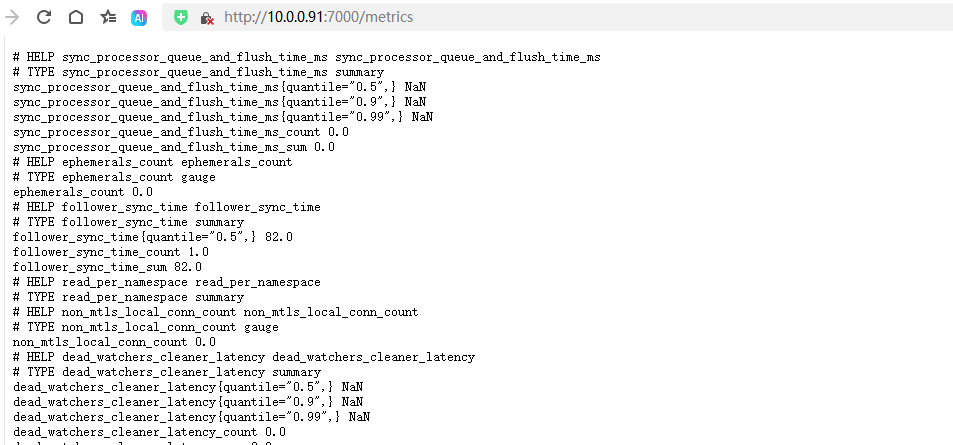 AI
http://10.0.0.91:7000/metrics
# HELP sync_processor_queue_and_flush_time_ms sync_processor_queue_and_flush_time_ms
# TYPE sync_processor_queue_and_flush_time_ms summary
sync_processor_queue_and_flush_time_ms{quantile="0.5",} NaN
sync_processor_queue_and_flush_time_ms{quantile="0.9",} NaN
sync_processor_queue_and_flush_time_ms{quantile="0.99",} NaN
sync_processor_queue_and_flush_time_ms_count 0.0
sync_processor_queue_and_flush_time_ms_sum 0.0
# HELP ephemerals_count ephemerals_count
# TYPE ephemerals_count gauge
ephemerals_count 0.0
# HELP follower_sync_time follower_sync_time
# TYPE follower_sync_time summary
follower_sync_time{quantile="0.5",} 82.0
follower_sync_time_count 1.0
follower_sync_time_sum 82.0
# HELP read_per_namespace read_per_namespace
# TYPE read_per_namespace summary
# HELP non_mtls_local_conn_count non_mtls_local_conn_count
# TYPE non_mtls_local_conn_count gauge
non_mtls_local_conn_count 0.0
# HELP dead_watchers_cleaner_latency dead_watchers_cleaner_latency
# TYPE dead_watchers_cleaner_latency summary
dead_watchers_cleaner_latency{quantile="0.5",} NaN
dead_watchers_cleaner_latency{quantile="0.9",} NaN
dead_watchers_cleaner_latency{quantile="0.99",} NaN
dead_watchers_cleaner_latency_count 0.0